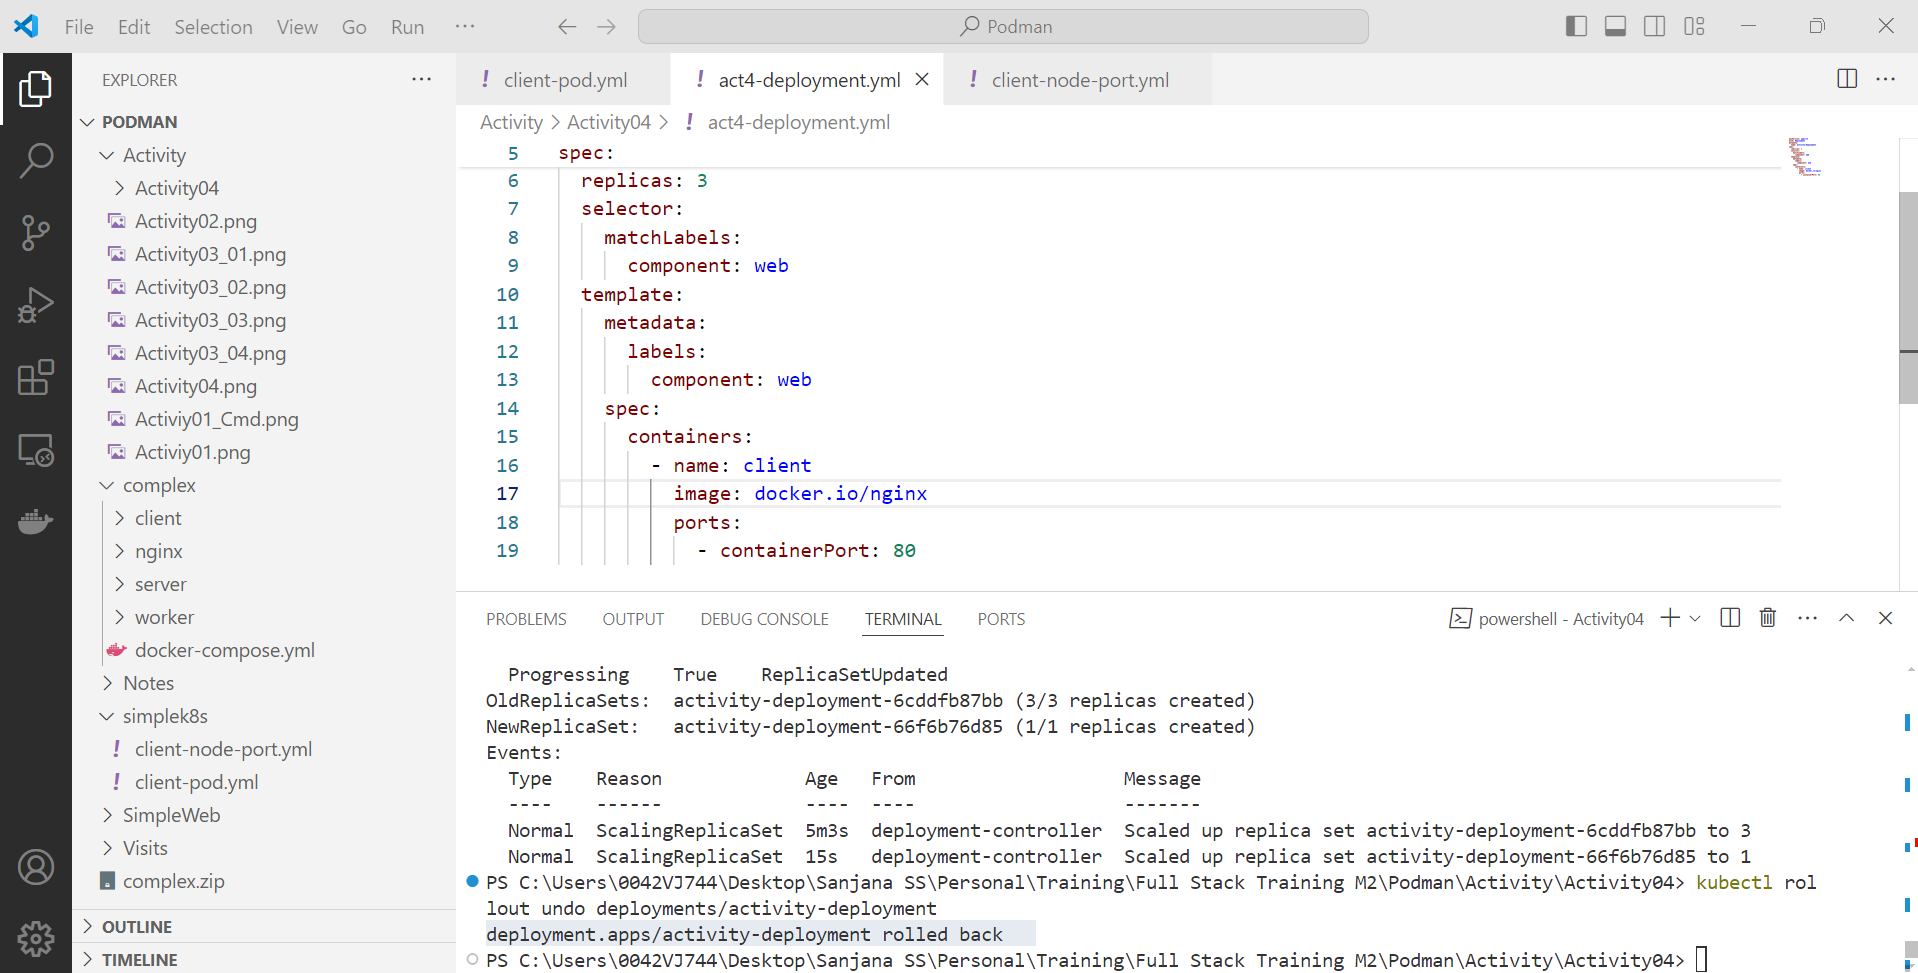 File Edit Selection View Go Run ···
Podman
EXPLORER ···
PODMAN
Activity
Activity04
Activity02.png
Activity03_01.png
Activity03_02.png
Activity03_03.png
Activity03_04.png
Activity04.png
Activiy01_Cmd.png
Activiy01.png
complex
client
nginx
server
worker
docker-compose.yml
Notes
simplek8s
! client-node-port.yml
! client-pod.yml
SimpleWeb
Visits
complex.zip
OUTLINE
TIMELINE
! client-pod.yml ! act4-deployment.yml ! client-node-port.yml
Activity > Activity04 > ! act4-deployment.yml
5 spec:
6 replicas: 3
7 selector:
8 matchLabels:
9 component: web
10 template:
11 metadata:
12 labels:
13 component: web
14 spec:
15 containers:
16 - name: client
17 image: docker.io/nginx
18 ports:
19 - containerPort: 80
PROBLEMS OUTPUT DEBUG CONSOLE TERMINAL PORTS
powershell - Activity04
Progressing True ReplicaSetUpdated
OldReplicaSets: activity-deployment-6cddfb87bb (3/3 replicas created)
NewReplicaSet: activity-deployment-66f6b76d85 (1/1 replicas created)
Events:
Type Reason Age From Message
---- ------ ---- ---- -------
Normal ScalingReplicaSet 5m3s deployment-controller Scaled up replica set activity-deployment-6cddfb87bb to 3
Normal ScalingReplicaSet 15s deployment-controller Scaled up replica set activity-deployment-66f6b76d85 to 1
PS C:\Users\0042VJ744\Desktop\Sanjana SS\Personal\Training\Full Stack Training M2\Podman\Activity\Activity04> kubectl rol
lout undo deployments/activity-deployment
deployment.apps/activity-deployment rolled back
PS C:\Users\0042VJ744\Desktop\Sanjana SS\Personal\Training\Full Stack Training M2\Podman\Activity\Activity04>